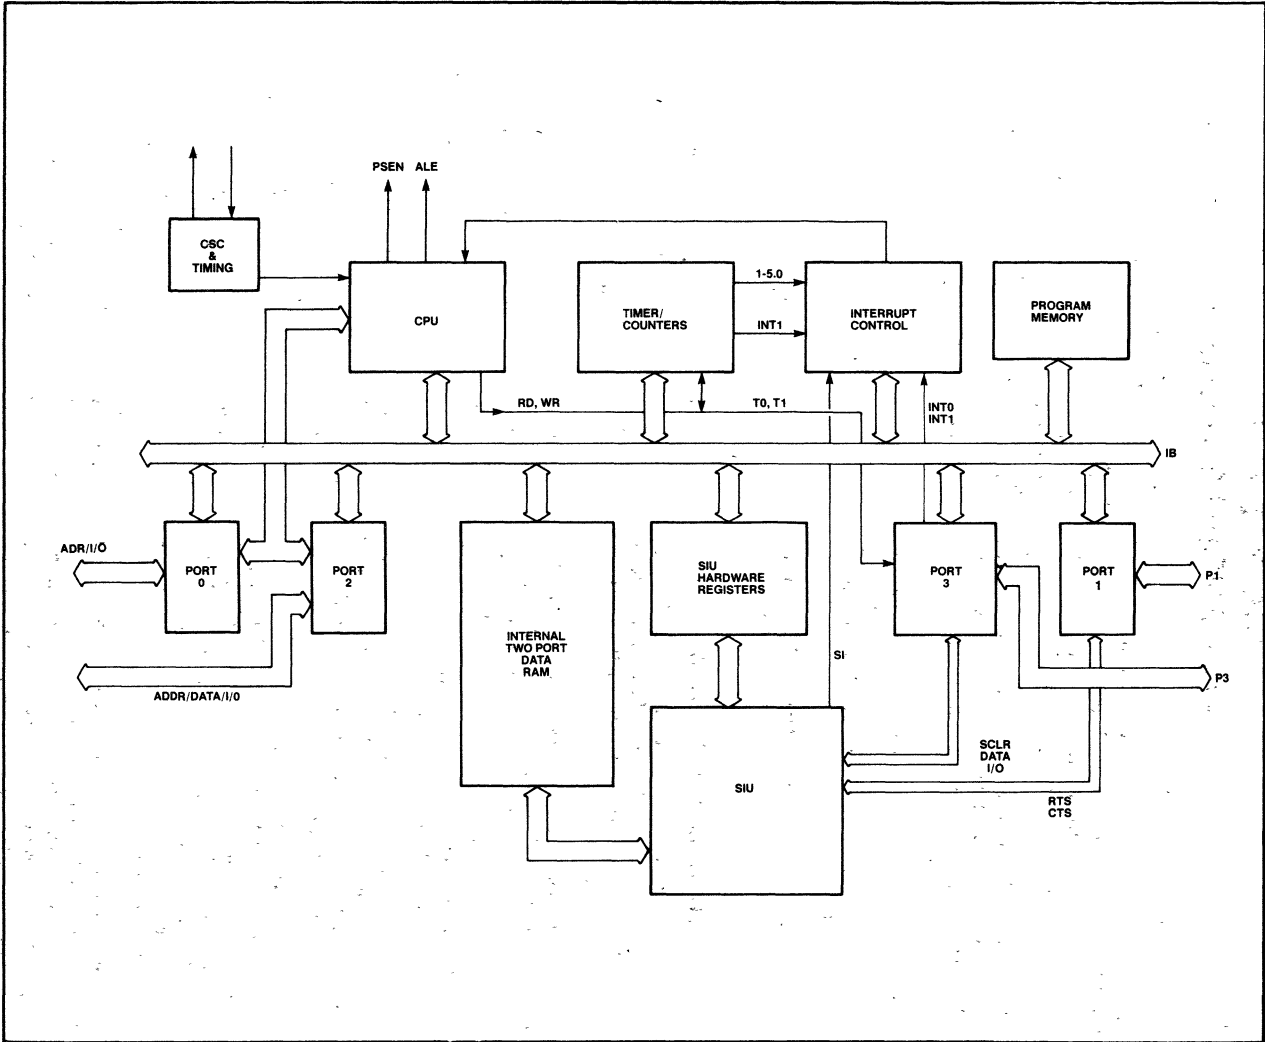 PSEN ALE
CSC
&
TIMING
CPU
TIMER/
COUNTERS
1-5.0
INT1
INTERRUPT
CONTROL
PROGRAM
MEMORY
RD, WR
T0, T1
INT0
INT1
IB
ADR/I/O
PORT
0
PORT
2
ADDR/DATA/I/0
INTERNAL
TWO PORT
DATA
RAM
SIU
HARDWARE
REGISTERS
SI
PORT
3
PORT
1
P1
P3
SIU
SCLR
DATA
I/O
RTS
CTS